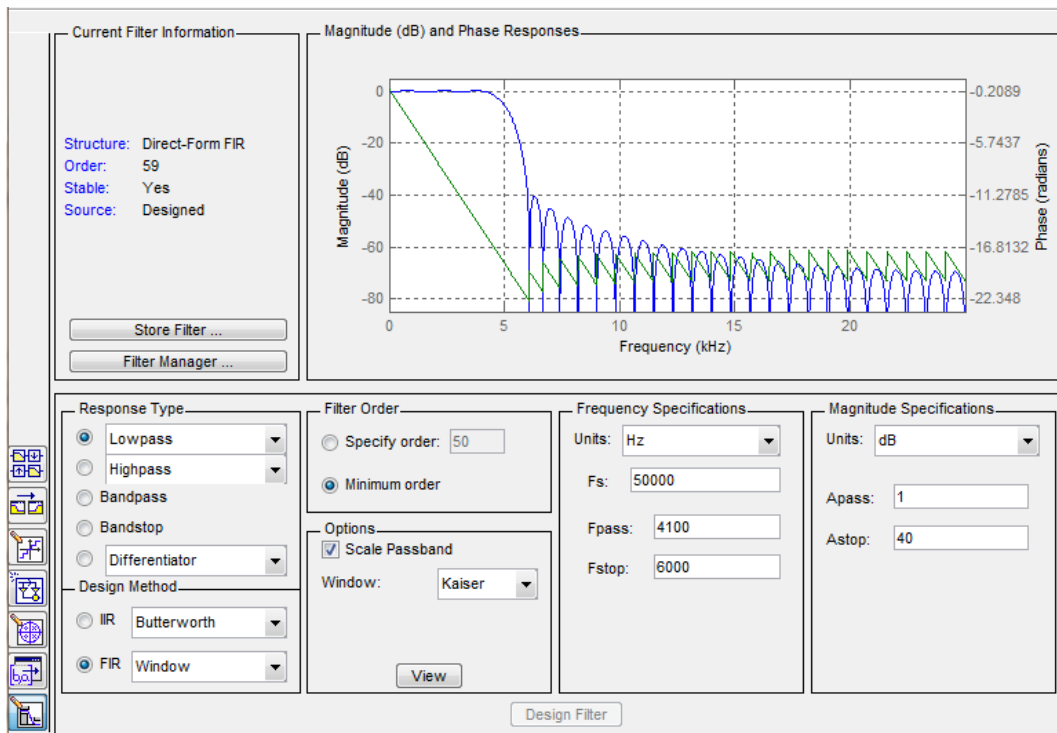 Current Filter Information
Structure: Direct-Form FIR
Order: 59
Stable: Yes
Source: Designed
Store Filter ...
Filter Manager ...
Magnitude (dB) and Phase Responses
Magnitude (dB)
0
-20
-40
-60
-80
0
5
10
15
20
Frequency (kHz)
-0.2089
-5.7437
-11.2785
-16.8132
-22.348
Phase (radians)
Response Type
Lowpass
Highpass
Bandpass
Bandstop
Differentiator
Design Method
IIR
Butterworth
FIR
Window
Filter Order
Specify order: 50
Minimum order
Options
Scale Passband
Window: Kaiser
View
Frequency Specifications
Units: Hz
Fs: 50000
Fpass: 4100
Fstop: 6000
Magnitude Specifications
Units: dB
Apass: 1
Astop: 40
Design Filter